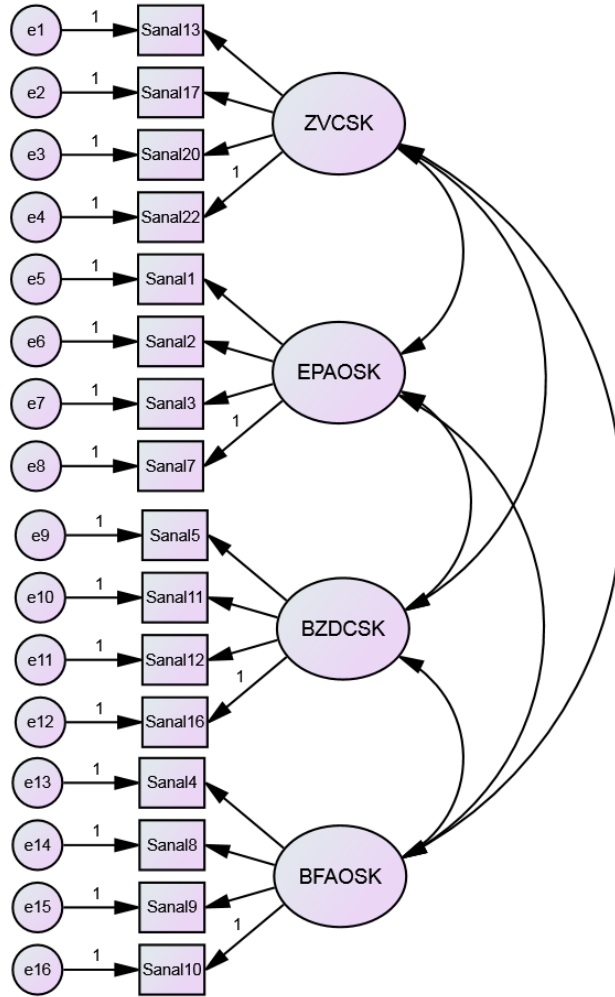 e1 1 Sanal13
e2 1 Sanal17
e3 1 Sanal20
e4 1 Sanal22
1
ZVCSK
e5 1 Sanal1
e6 1 Sanal2
e7 1 Sanal3
e8 1 Sanal7
1
EPAOSK
e9 1 Sanal5
e10 1 Sanal11
e11 1 Sanal12
e12 1 Sanal16
1
BZDCSK
e13 1 Sanal4
e14 1 Sanal8
e15 1 Sanal9
e16 1 Sanal10
1
BFAOSK